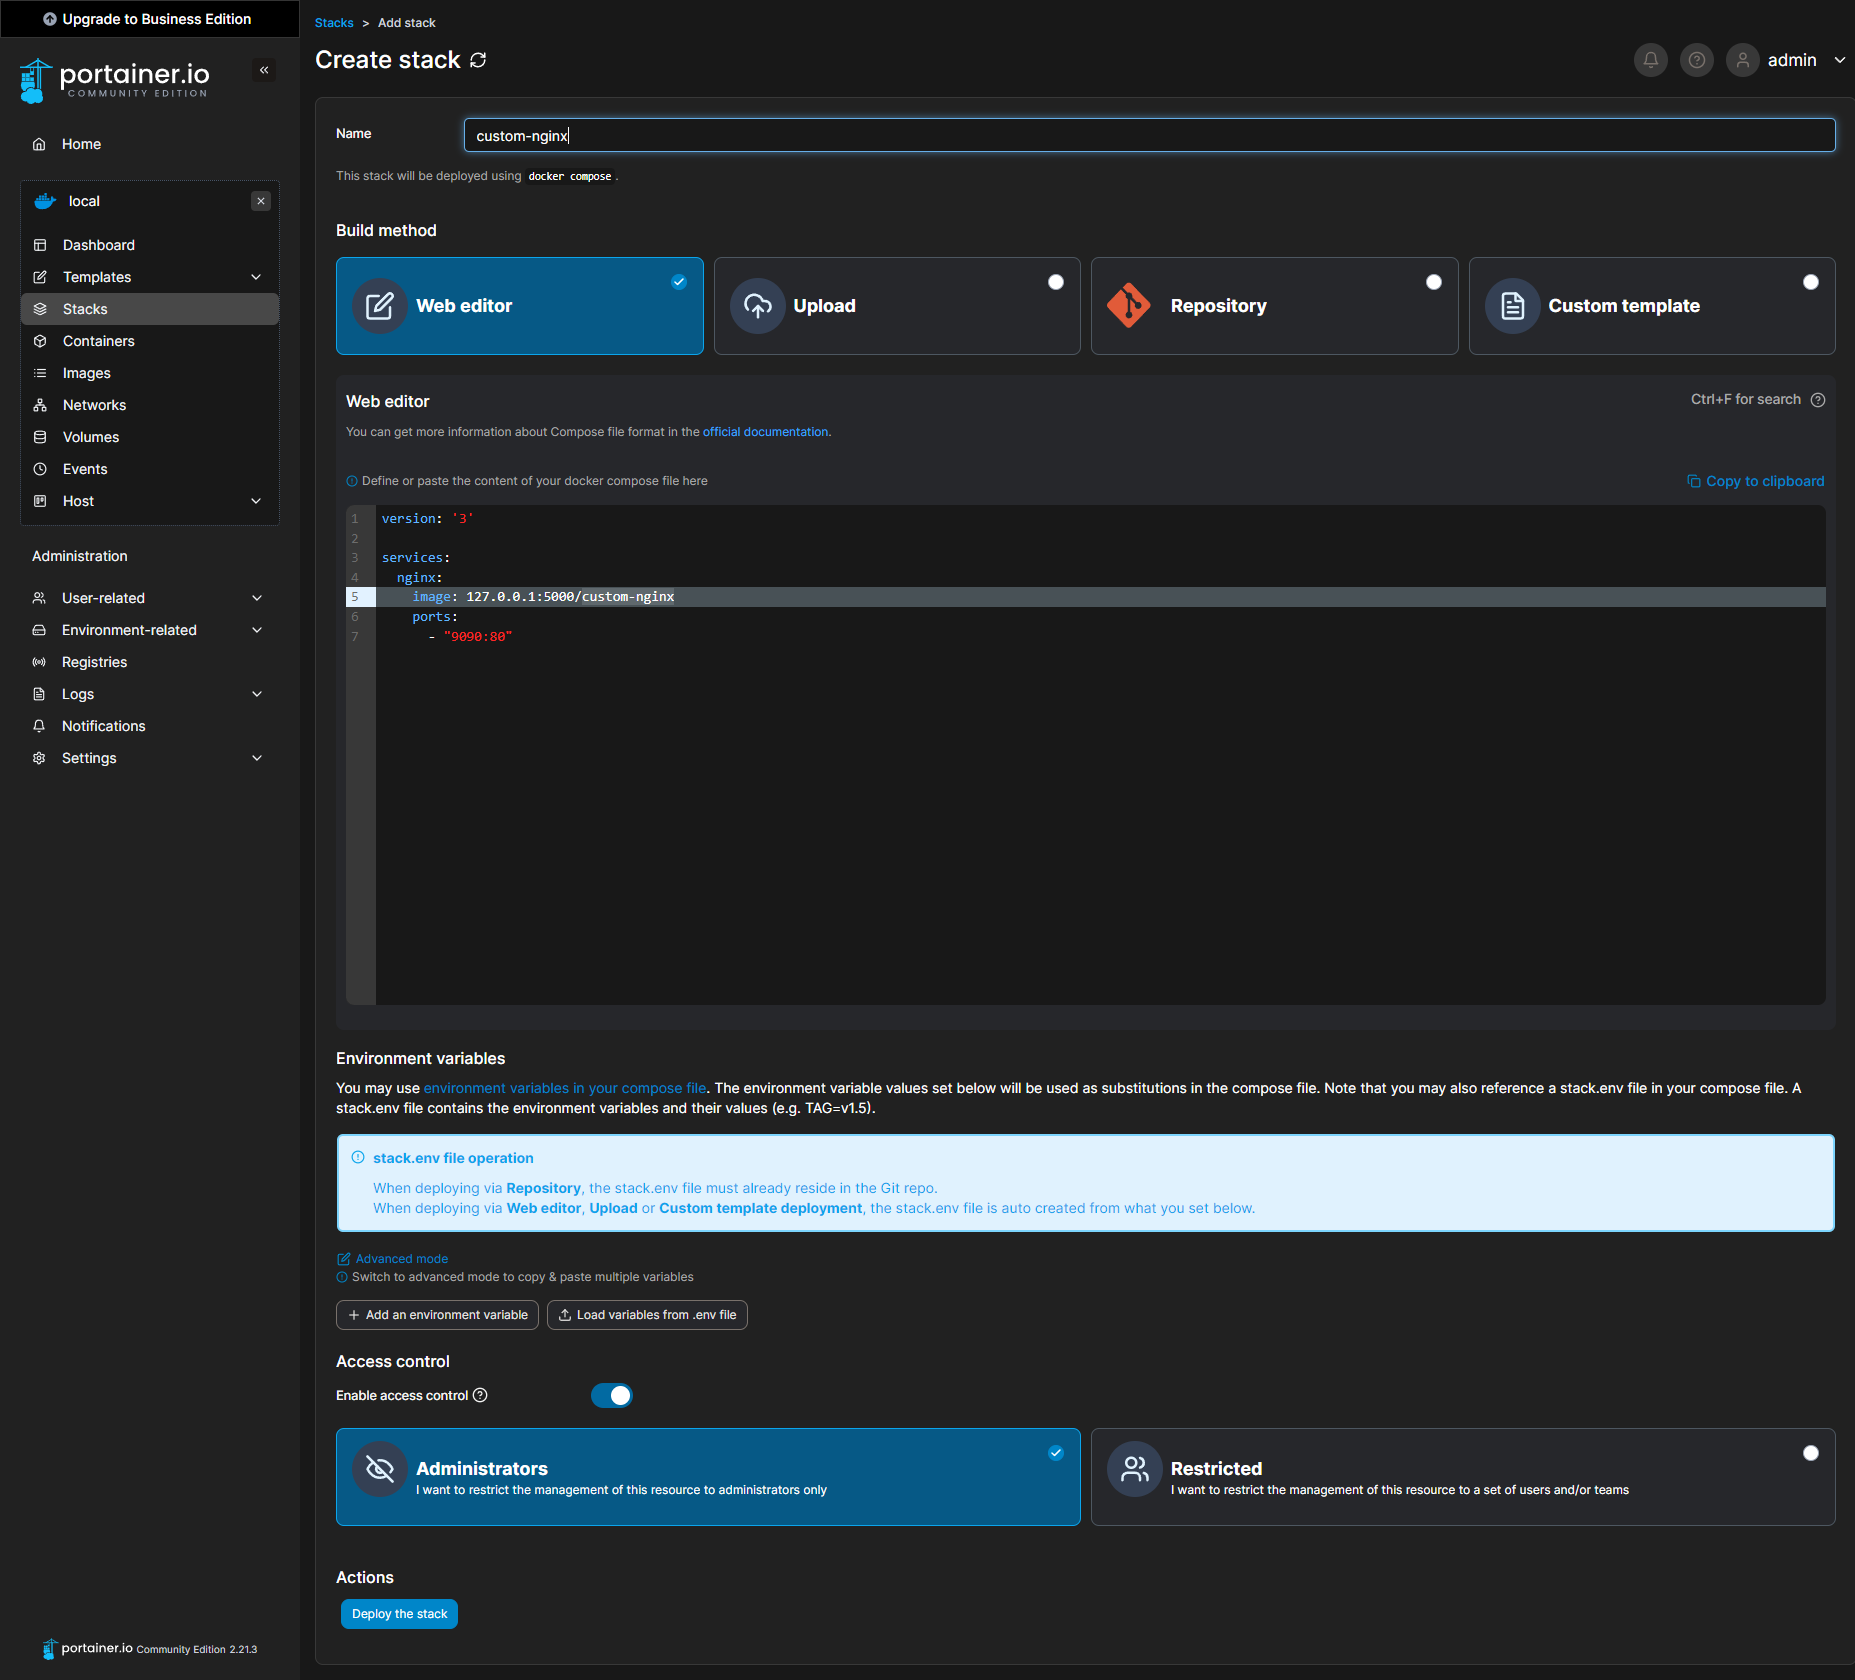 Upgrade to Business Edition
portainer.io
COMMUNITY EDITION
Home
local
Dashboard
Templates
Stacks
Containers
Images
Networks
Volumes
Events
Host
Administration
User-related
Environment-related
Registries
Logs
Notifications
Settings
portainer.io Community Edition 2.21.3
Stacks > Add stack
Create stack
admin
Name
custom-nginx
This stack will be deployed using docker compose .
Build method
Web editor
Upload
Repository
Custom template
Web editor
Ctrl+F for search
You can get more information about Compose file format in the official documentation.
Define or paste the content of your docker compose file here
Copy to clipboard
1 version: '3'
2
3 services:
4 nginx:
5 image: 127.0.0.1:5000/custom-nginx
6 ports:
7 - "9090:80"
Environment variables
You may use environment variables in your compose file. The environment variable values set below will be used as substitutions in the compose file. Note that you may also reference a stack.env file in your compose file. A
stack.env file contains the environment variables and their values (e.g. TAG=v1.5).
stack.env file operation
When deploying via Repository, the stack.env file must already reside in the Git repo.
When deploying via Web editor, Upload or Custom template deployment, the stack.env file is auto created from what you set below.
Advanced mode
Switch to advanced mode to copy & paste multiple variables
+ Add an environment variable
Load variables from .env file
Access control
Enable access control
Administrators
I want to restrict the management of this resource to administrators only
Restricted
I want to restrict the management of this resource to a set of users and/or teams
Actions
Deploy the stack